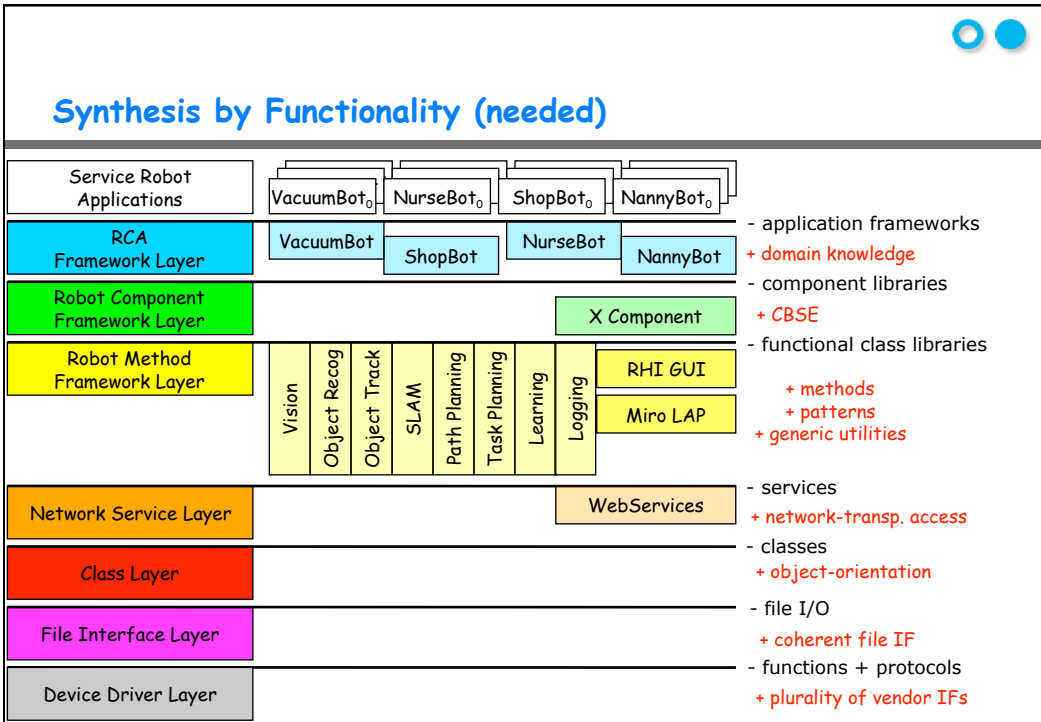 Synthesis by Functionality (needed)
Service Robot
Applications
VacuumBot₀
NurseBot₀
ShopBot₀
NannyBot₀
- application frameworks
RCA
Framework Layer
VacuumBot
ShopBot
NurseBot
NannyBot
+ domain knowledge
- component libraries
Robot Component
Framework Layer
X Component
+ CBSE
- functional class libraries
Robot Method
Framework Layer
Vision
Object Recog
Object Track
SLAM
Path Planning
Task Planning
Learning
Logging
RHI GUI
Miro LAP
+ methods
+ patterns
+ generic utilities
- services
Network Service Layer
WebServices
+ network-transp. access
- classes
Class Layer
+ object-orientation
- file I/O
File Interface Layer
+ coherent file IF
- functions + protocols
Device Driver Layer
+ plurality of vendor IFs